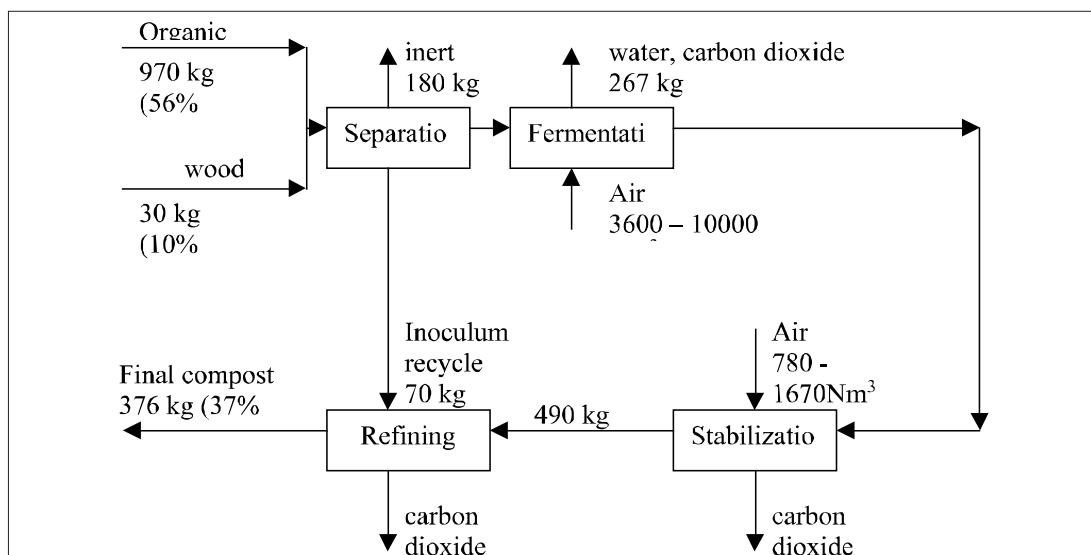 Organic
970 kg
(56%
wood
30 kg
(10%
inert
180 kg
water, carbon dioxide
267 kg
Separatio
Fermentati
Air
3600 – 10000
Inoculum
recycle
70 kg
Air
780 -
1670Nm³
Final compost
376 kg (37%
Refining
490 kg
Stabilizatio
carbon
dioxide
carbon
dioxide